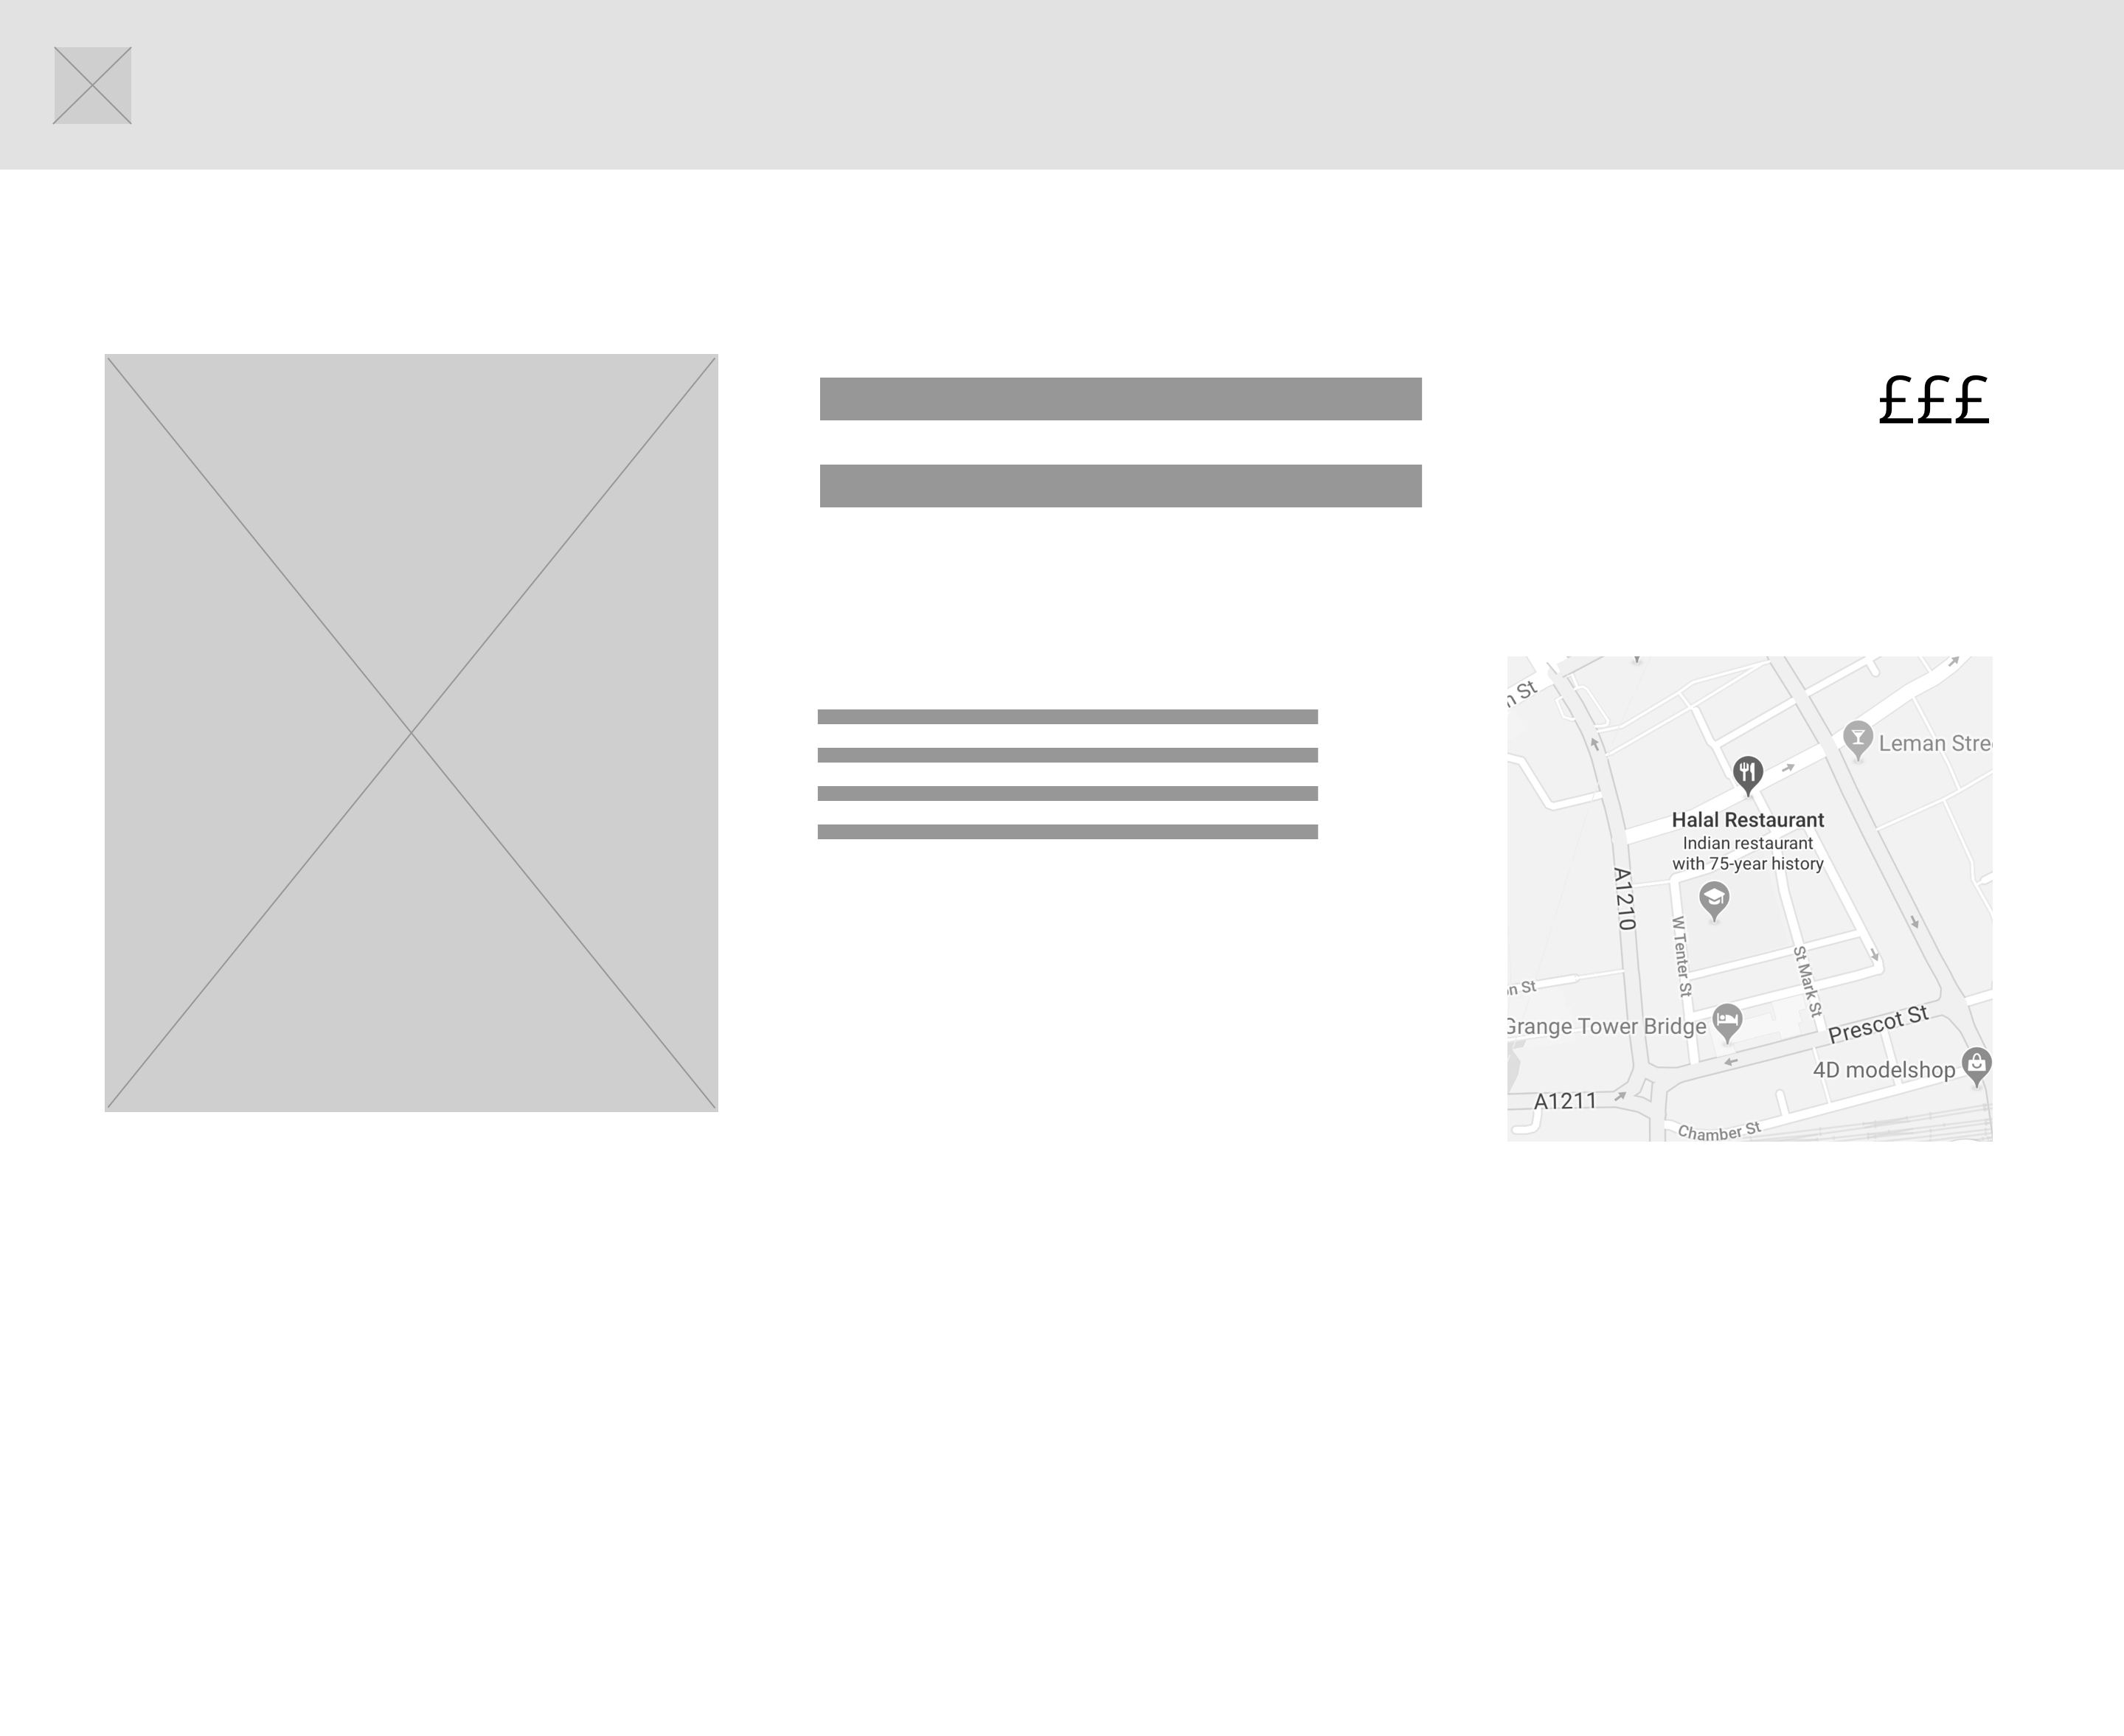 £££
St
Leman
Halal Restaurant
Indian restaurant
with 75-year history
A1210
W Tenter St
St Mark St
St
Grange Tower Bridge
Prescot St
4D modelshop
A1211
Chamber St